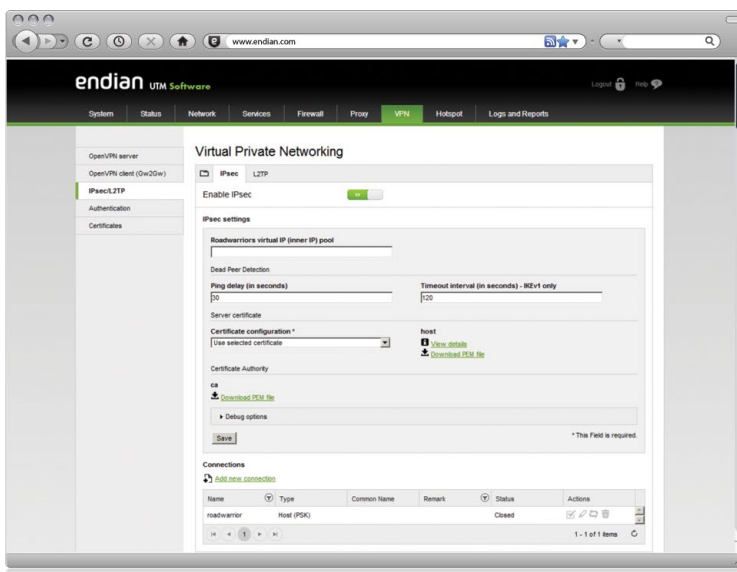 www.endian.com
endian UTM Software
Logout Help
System Status Network Services Firewall Proxy VPN Hotspot Logs and Reports
OpenVPN server
OpenVPN client (Gw2Gw)
IPsec/L2TP
Authentication
Certificates
Virtual Private Networking
IPsec L2TP
Enable IPsec
IPsec settings
Roadwarriors virtual IP (inner IP) pool
Dead Peer Detection
Ping delay (in seconds) Timeout interval (in seconds) - IKEv1 only
30 120
Server certificate
Certificate configuration * host
Use selected certificate View details
Download PEM file
Certificate Authority
ca
Download PEM file
Debug options
Save * This Field is required.
Connections
Add new connection
Name Type Common Name Remark Status Actions
roadwarrior Host (PSK) Closed
1 1 - 1 of 1 items